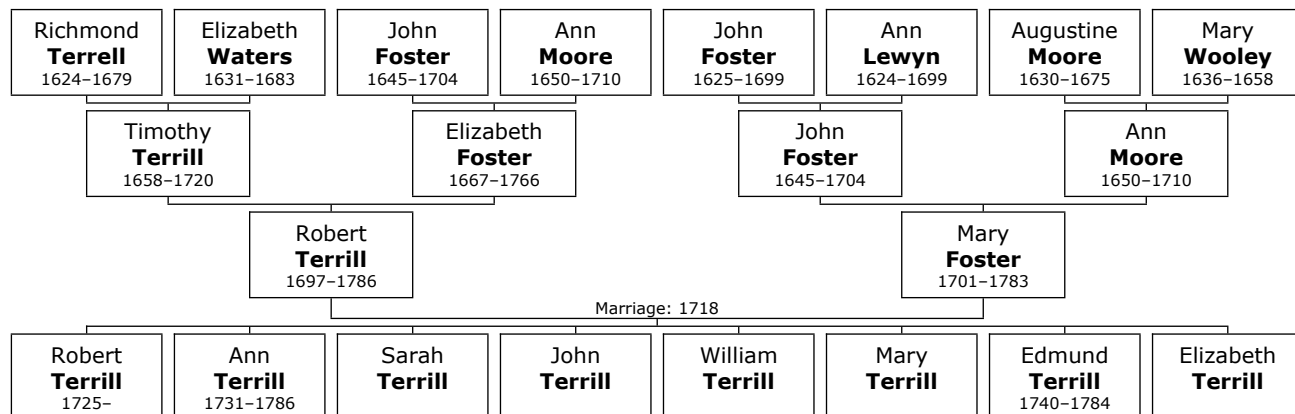 Richmond
Terrell
1624–1679
Elizabeth
Waters
1631–1683
John
Foster
1645–1704
Ann
Moore
1650–1710
John
Foster
1625–1699
Ann
Lewyn
1624–1699
Augustine
Moore
1630–1675
Mary
Wooley
1636–1658
Timothy
Terrill
1658–1720
Elizabeth
Foster
1667–1766
John
Foster
1645–1704
Ann
Moore
1650–1710
Robert
Terrill
1697–1786
Mary
Foster
1701–1783
Marriage: 1718
Robert
Terrill
1725–
Ann
Terrill
1731–1786
Sarah
Terrill
John
Terrill
William
Terrill
Mary
Terrill
Edmund
Terrill
1740–1784
Elizabeth
Terrill